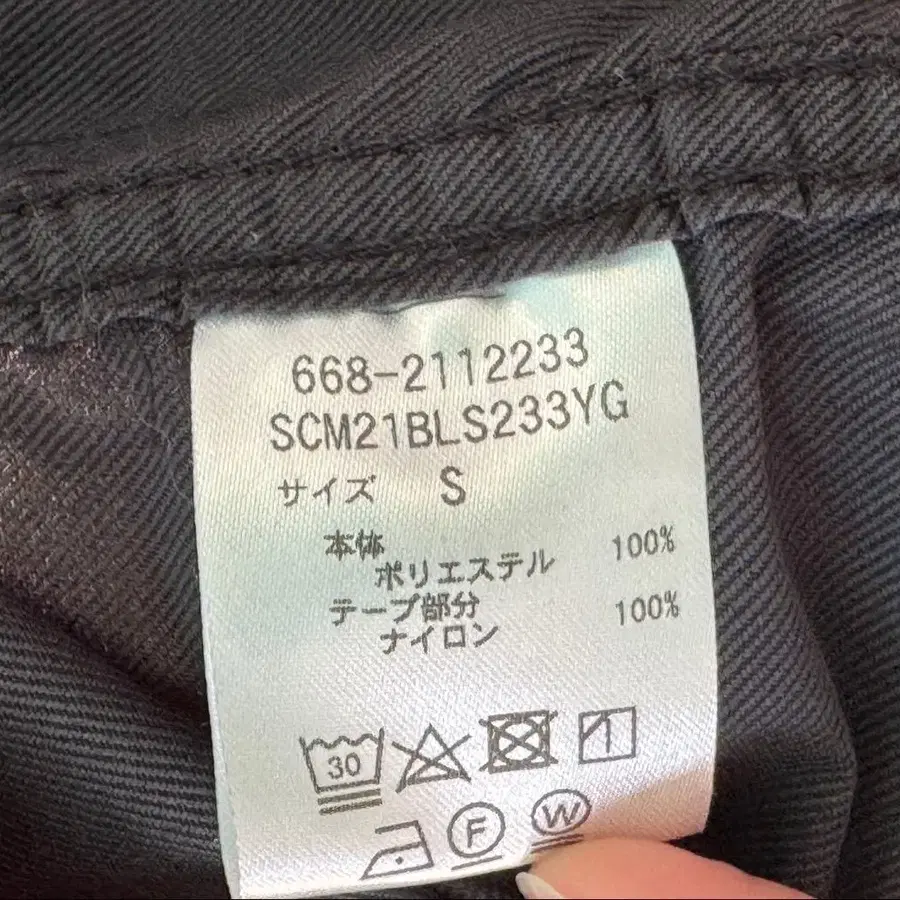 668-2112233
SCM21BLS233YG
サイズ S
本体
ポリエステル 100%
テープ部分
ナイロン 100%
30
F W